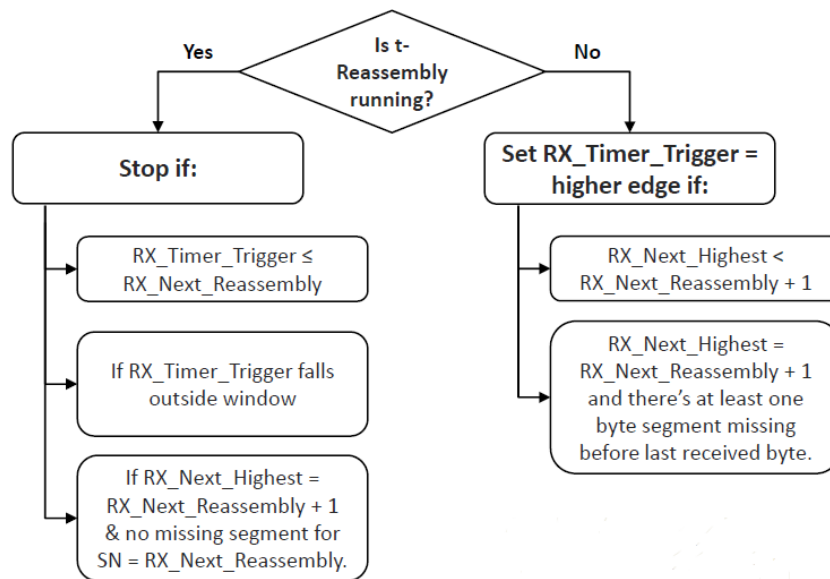 Is t-
Reassembly
running?
Yes
No
Stop if:
RX_Timer_Trigger ≤
RX_Next_Reassembly
If RX_Timer_Trigger falls
outside window
If RX_Next_Highest =
RX_Next_Reassembly + 1
& no missing segment for
SN = RX_Next_Reassembly.
Set RX_Timer_Trigger =
higher edge if:
RX_Next_Highest <
RX_Next_Reassembly + 1
RX_Next_Highest =
RX_Next_Reassembly + 1
and there's at least one
byte segment missing
before last received byte.